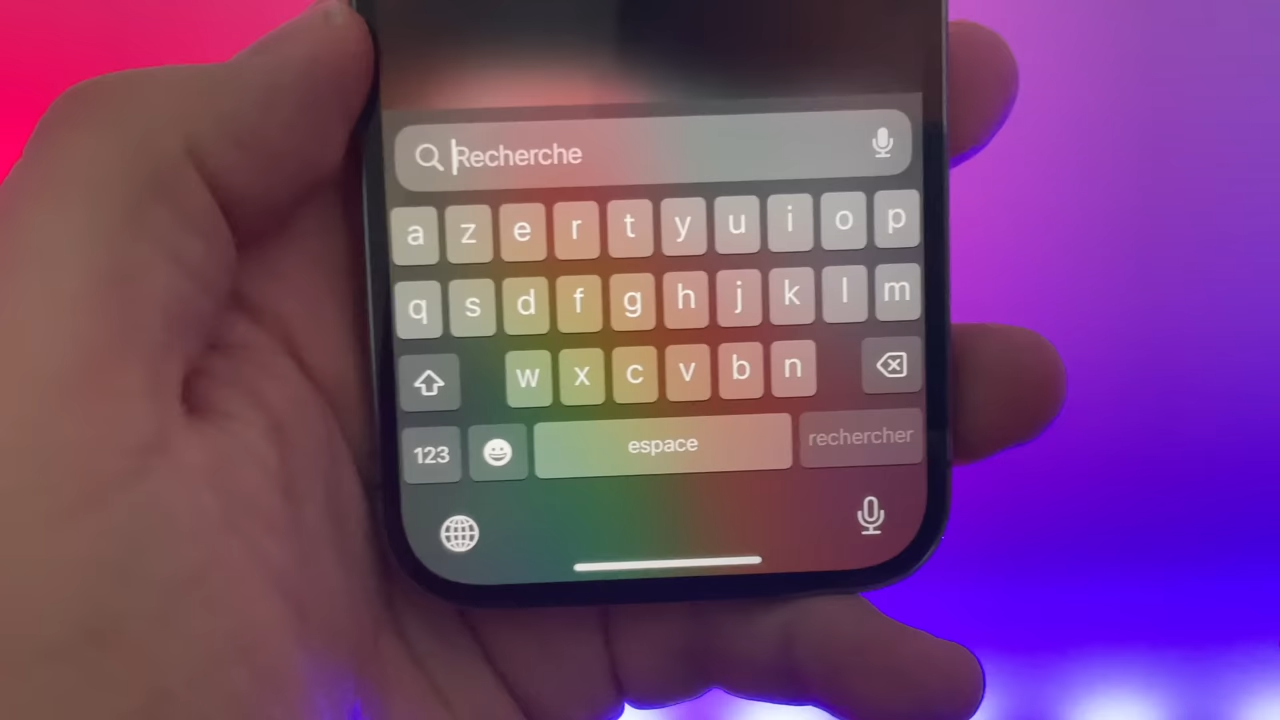 Recherche
a z e r t y u i o p
q s d f g h j k l m
w x c v b n
123 espace rechercher